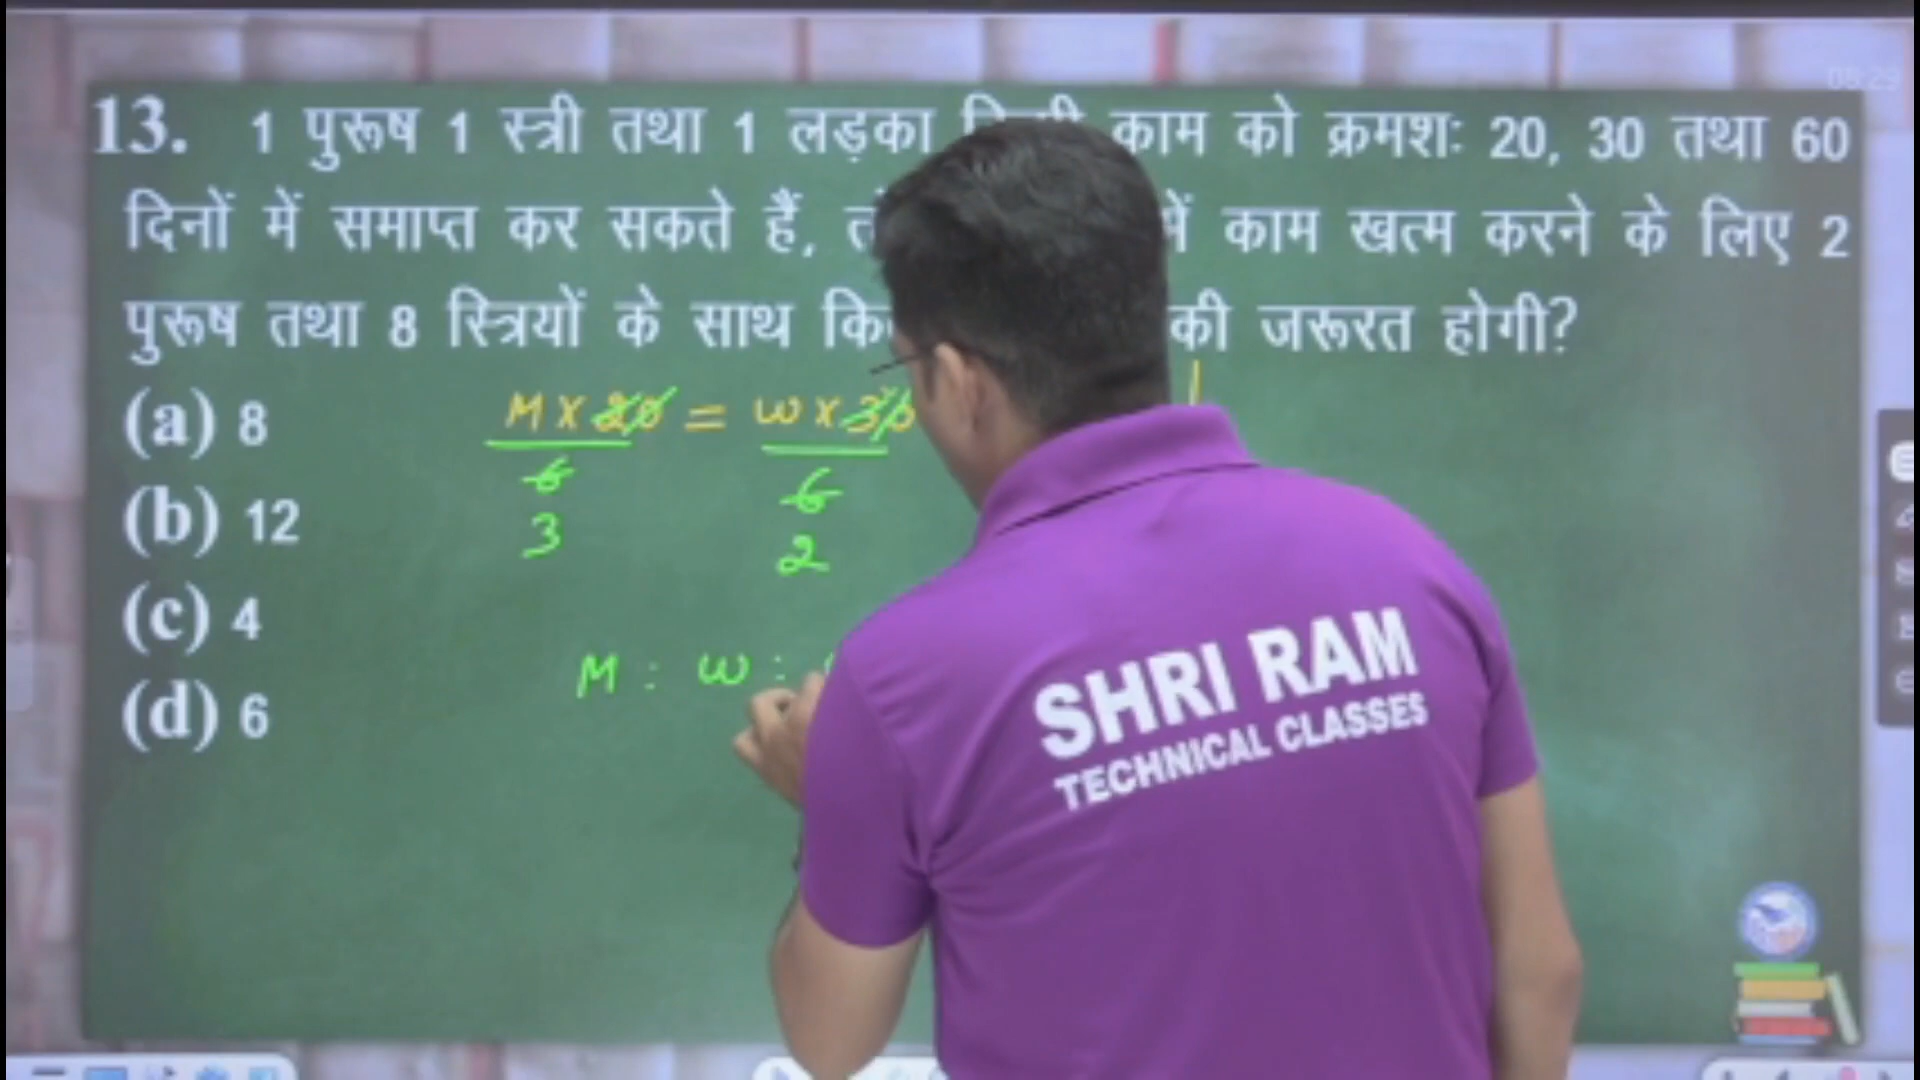 13. 1 पुरूष 1 स्त्री तथा 1 लड़का काम को क्रमशः 20, 30 तथा 60
दिनों में समाप्त कर सकते हैं, में काम खत्म करने के लिए 2
पुरूष तथा 8 स्त्रियों के साथ की जरूरत होगी?
(a) 8
(b) 12
(c) 4
(d) 6
M × 20 = W × 30
6 6
3 2
M : W :
SHRI RAM
TECHNICAL CLASSES